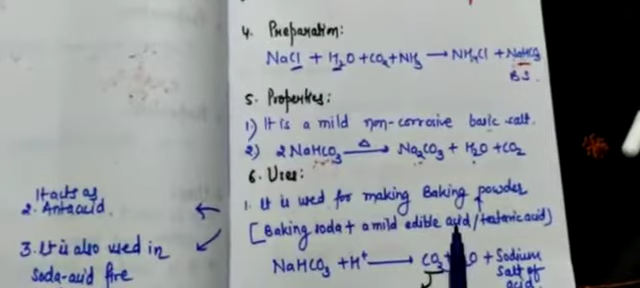 4. Preparation:
NaCl + H2O + CO2 + NH3 → NH4Cl + NaHCO3
B.S.
5. Properties:
1) It is a mild non-corrosive basic salt.
2) 2NaHCO3 —Δ→ Na2CO3 + H2O + CO2
6. Uses:
1. It is used for making Baking powder
[Baking soda + a mild edible acid/tartaric acid]
NaHCO3 + H+ → CO2 + O + Sodium
salt of
acid
It acts as
2. Antacid.
3. It is also used in
soda-acid fire